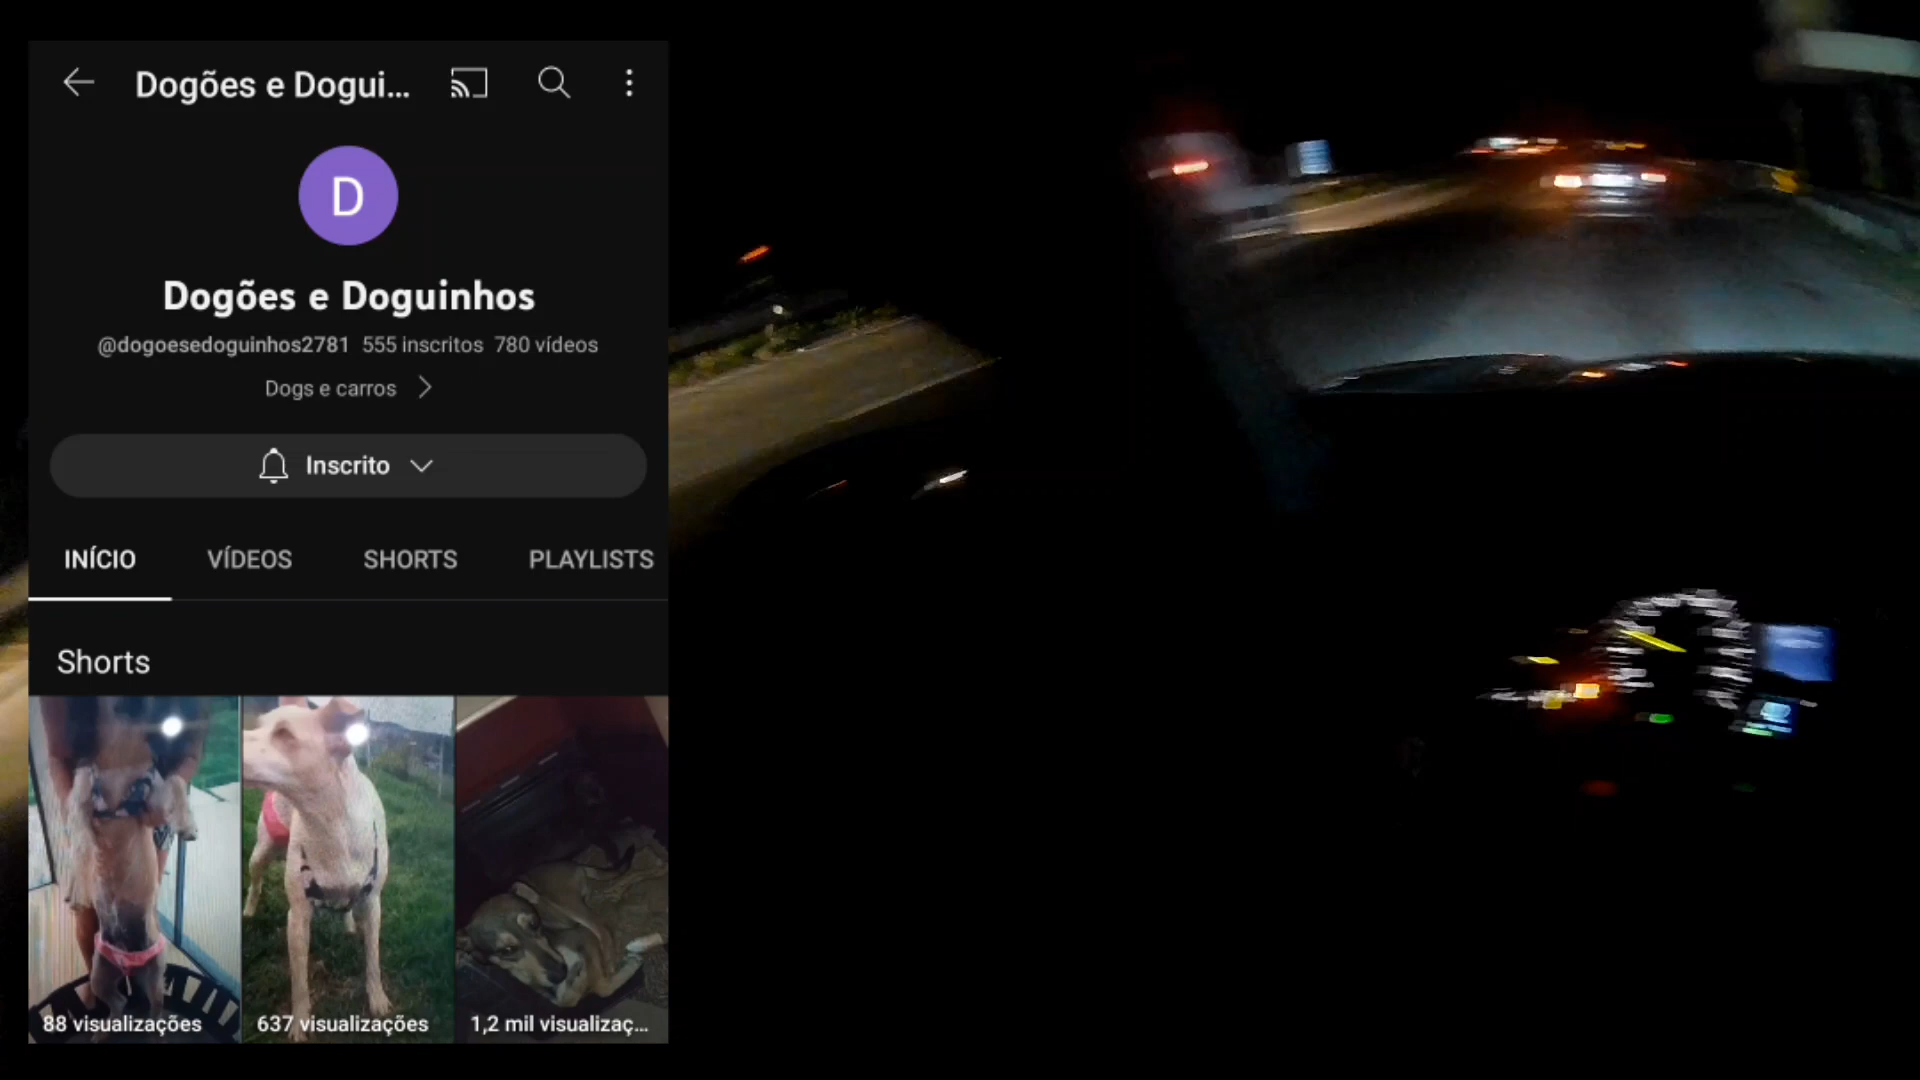 Dogões e Dogui...
D
Dogões e Doguinhos
@dogoesedoguinhos2781 555 inscritos 780 vídeos
Dogs e carros
Inscrito
INÍCIO VÍDEOS SHORTS PLAYLISTS
Shorts
88 visualizações 637 visualizações 1,2 mil visualizaç...